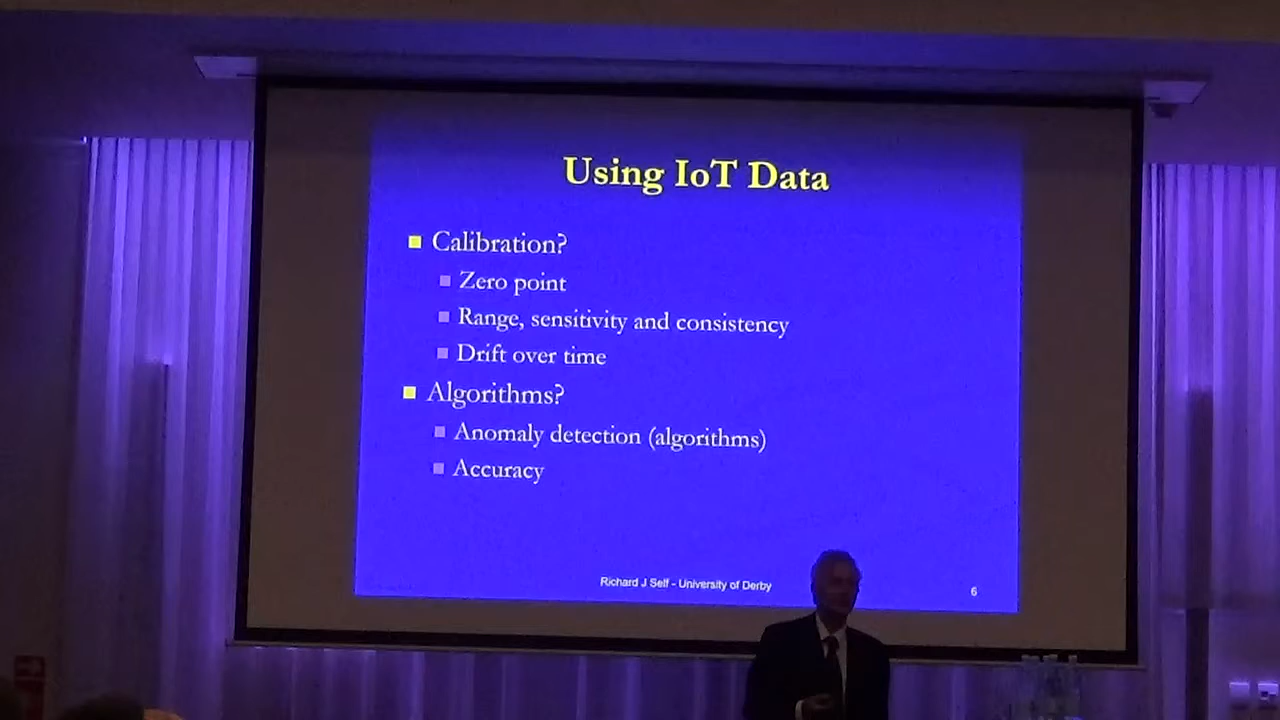 Using IoT Data
Calibration?
Zero point
Range, sensitivity and consistency
Drift over time
Algorithms?
Anomaly detection (algorithms)
Accuracy
Richard J Self - University of Derby
6